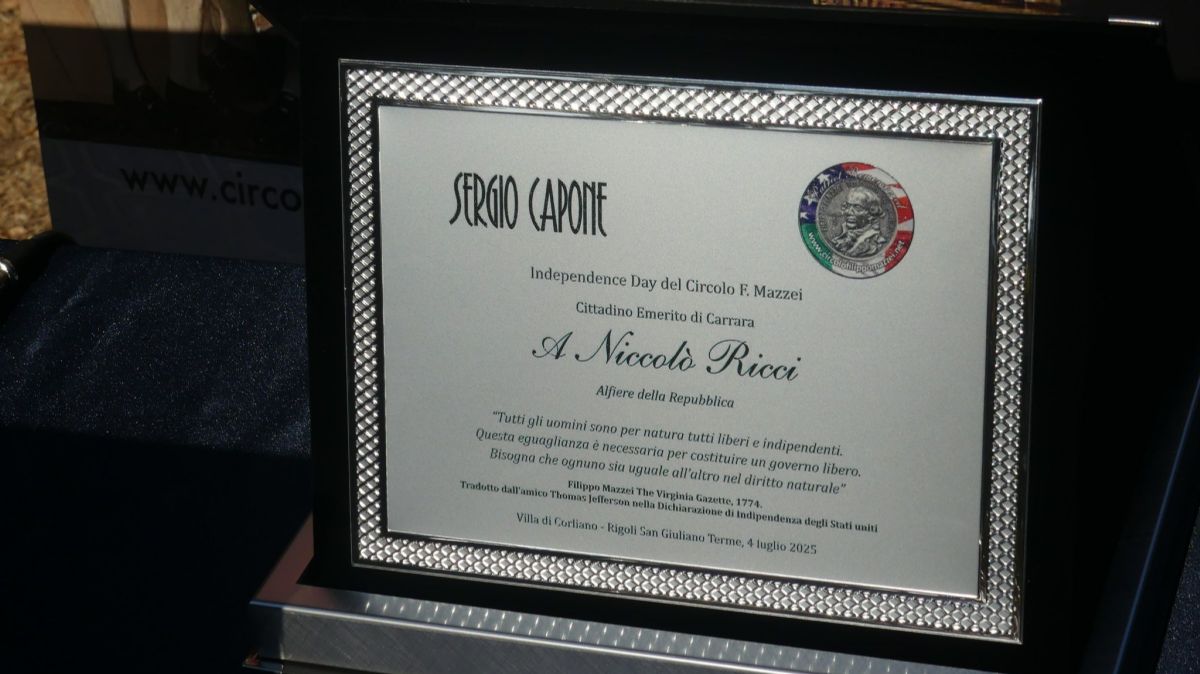 www.circo
SERGIO CAPONE
www.circolofilippomazzei.net
Independence Day del Circolo F. Mazzei
Cittadino Emerito di Carrara
A Niccolò Ricci
Alfiere della Repubblica
“Tutti gli uomini sono per natura tutti liberi e indipendenti.
Questa eguaglianza è necessaria per costituire un governo libero.
Bisogna che ognuno sia uguale all’altro nel diritto naturale”
Filippo Mazzei The Virginia Gazette, 1774.
Tradotto dall’amico Thomas Jefferson nella Dichiarazione di Indipendenza degli Stati uniti
Villa di Corliano - Rigoli San Giuliano Terme, 4 luglio 2025